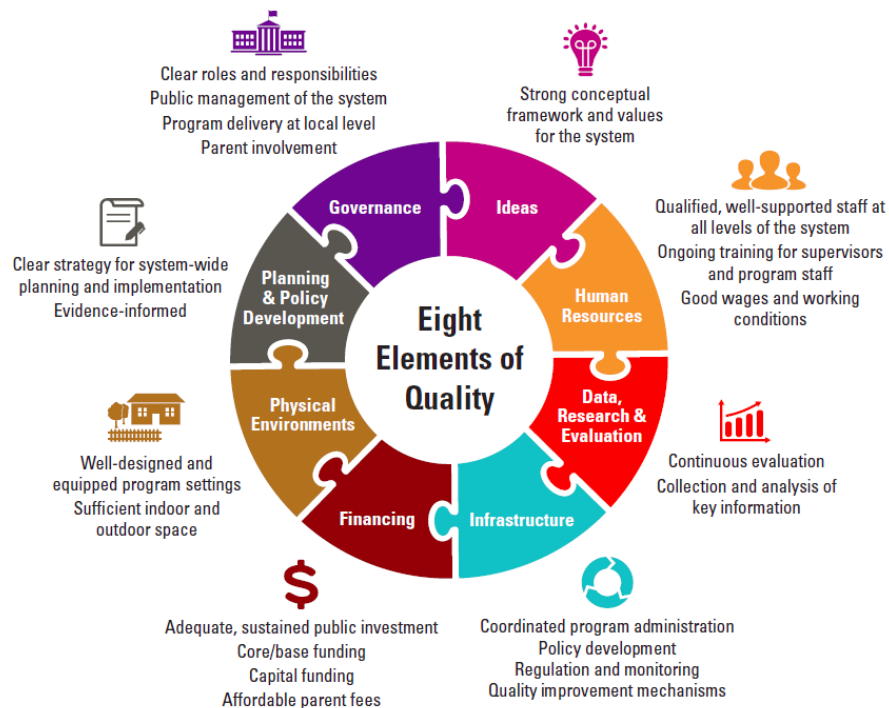 Clear roles and responsibilities
Public management of the system
Program delivery at local level
Parent involvement
Strong conceptual
framework and values
for the system
Governance
Ideas
Qualified, well-supported staff at
all levels of the system
Ongoing training for supervisors
and program staff
Good wages and working
conditions
Clear strategy for system-wide
planning and implementation
Evidence-informed
Planning
& Policy
Development
Human
Resources
Eight
Elements of
Quality
Physical
Environments
Data,
Research &
Evaluation
Well-designed and
equipped program settings
Sufficient indoor and
outdoor space
Continuous evaluation
Collection and analysis of
key information
Financing
Infrastructure
$
Adequate, sustained public investment
Core/base funding
Capital funding
Affordable parent fees
Coordinated program administration
Policy development
Regulation and monitoring
Quality improvement mechanisms